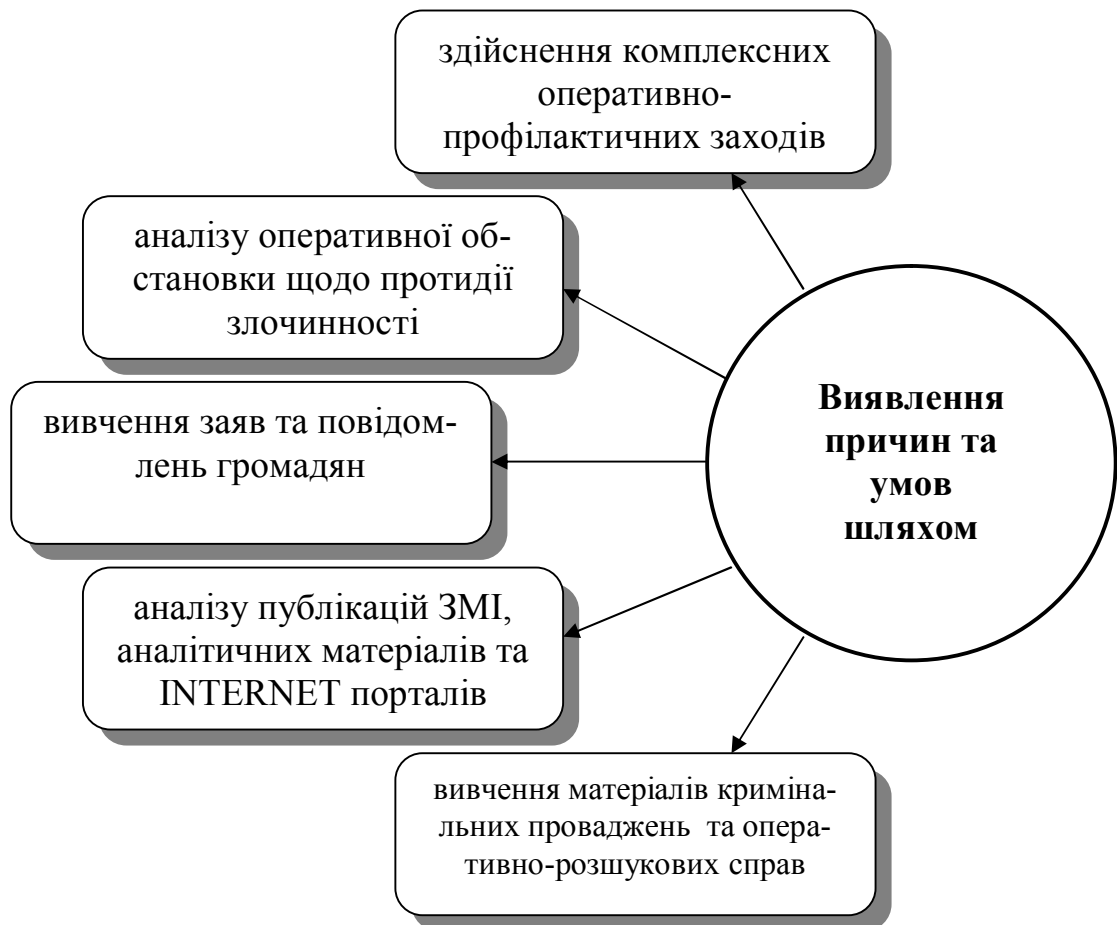 здійснення комплексних
оперативно-
профілактичних заходів
аналізу оперативної об-
становки щодо протидії
злочинності
вивчення заяв та повідом-
лень громадян
аналізу публікацій ЗМІ,
аналітичних матеріалів та
INTERNET порталів
вивчення матеріалів криміна-
льних проваджень та опера-
тивно-розшукових справ
Виявлення
причин та
умов
шляхом